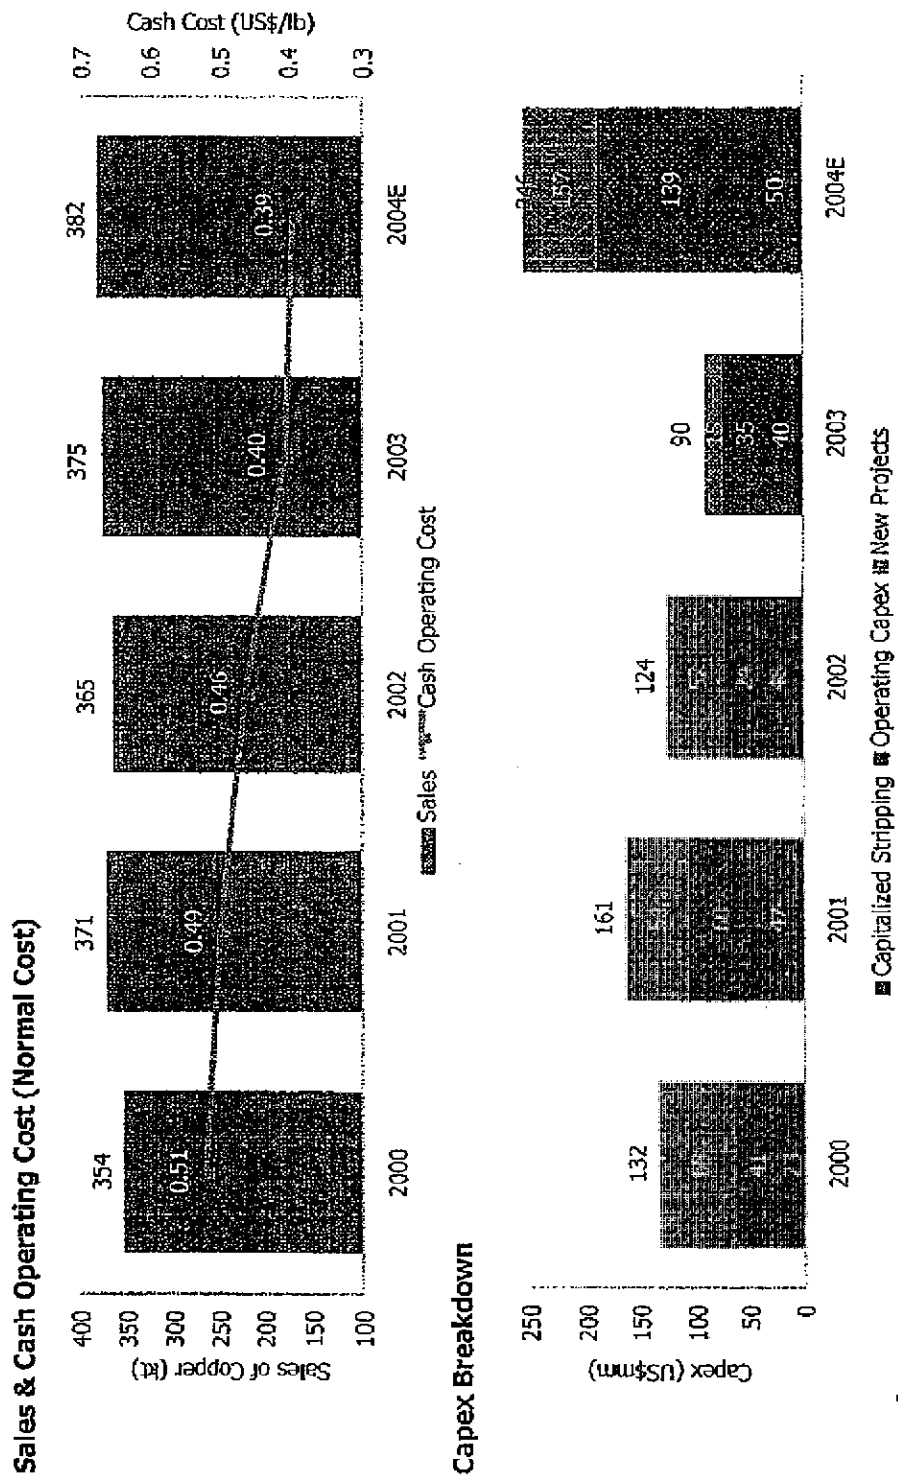 Sales & Cash Operating Cost (Normal Cost)
Sales of Copper (kt)
400
350
300
250
200
150
100
Cash Cost (US$/lb)
0.7
0.6
0.5
0.4
0.3
354 371 365 375 382
0.51 0.49 0.46 0.40 0.39
2000 2001 2002 2003 2004E
Sales Cash Operating Cost
Capex Breakdown
Capex (US$mm)
250
200
150
100
50
0
132 161 124 90 346
157
35 139
40 50
2000 2001 2002 2003 2004E
Capitalized Stripping Operating Capex New Projects